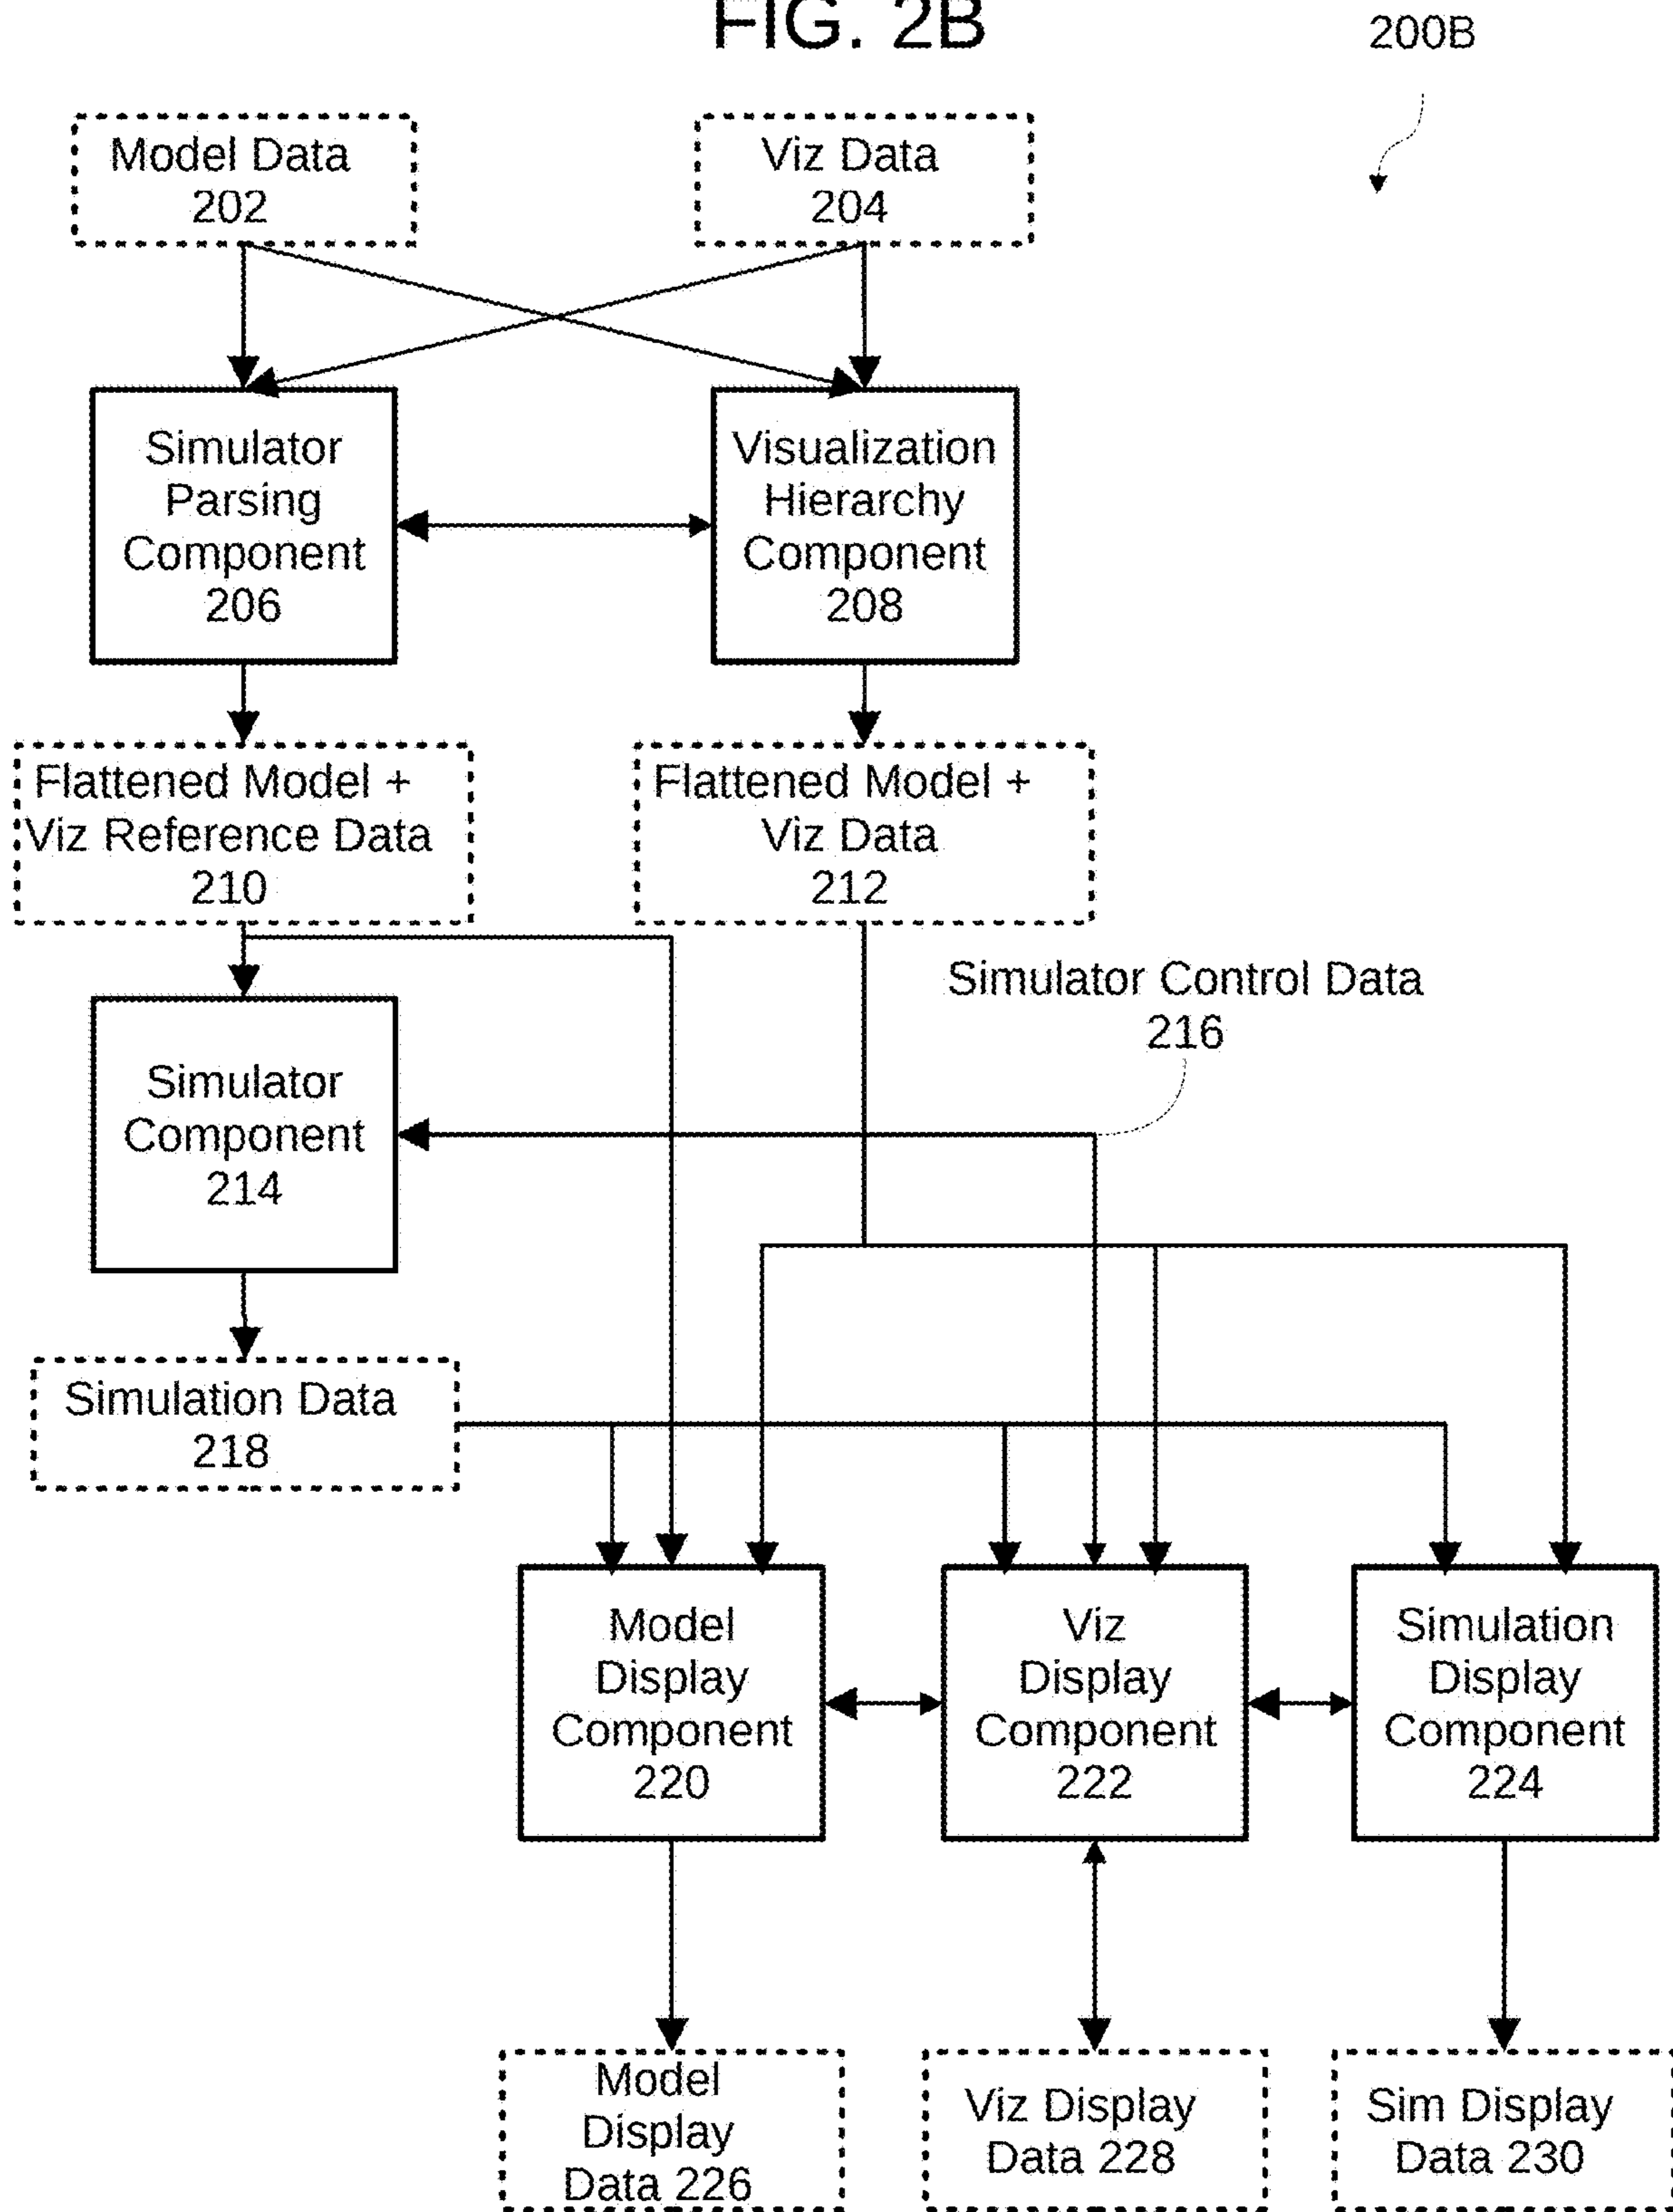 FIG. 2B
200B
Model Data
202
Viz Data
204
Simulator
Parsing
Component
206
Visualization
Hierarchy
Component
208
Flattened Model +
Viz Reference Data
210
Flattened Model +
Viz Data
212
Simulator Control Data
216
Simulator
Component
214
Simulation Data
218
Model
Display
Component
220
Viz
Display
Component
222
Simulation
Display
Component
224
Model
Display
Data 226
Viz Display
Data 228
Sim Display
Data 230